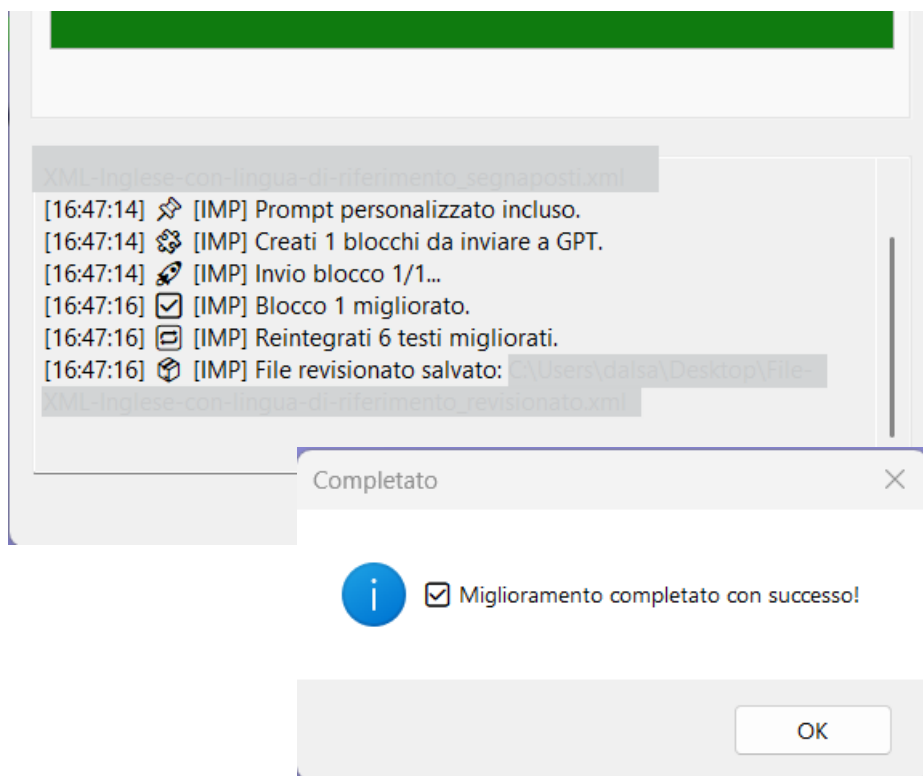 XML-Inglese-con-lingua-di-riferimento_segnaposti.xml
[16:47:14] 📌 [IMP] Prompt personalizzato incluso.
[16:47:14] 🧩 [IMP] Creati 1 blocchi da inviare a GPT.
[16:47:14] 🚀 [IMP] Invio blocco 1/1...
[16:47:16] ☑ [IMP] Blocco 1 migliorato.
[16:47:16] 🔁 [IMP] Reintegrati 6 testi migliorati.
[16:47:16] 📦 [IMP] File revisionato salvato: C:\Users\dalsa\Desktop\File-
XML-Inglese-con-lingua-di-riferimento_revisionato.xml
Completato
☑ Miglioramento completato con successo!
OK